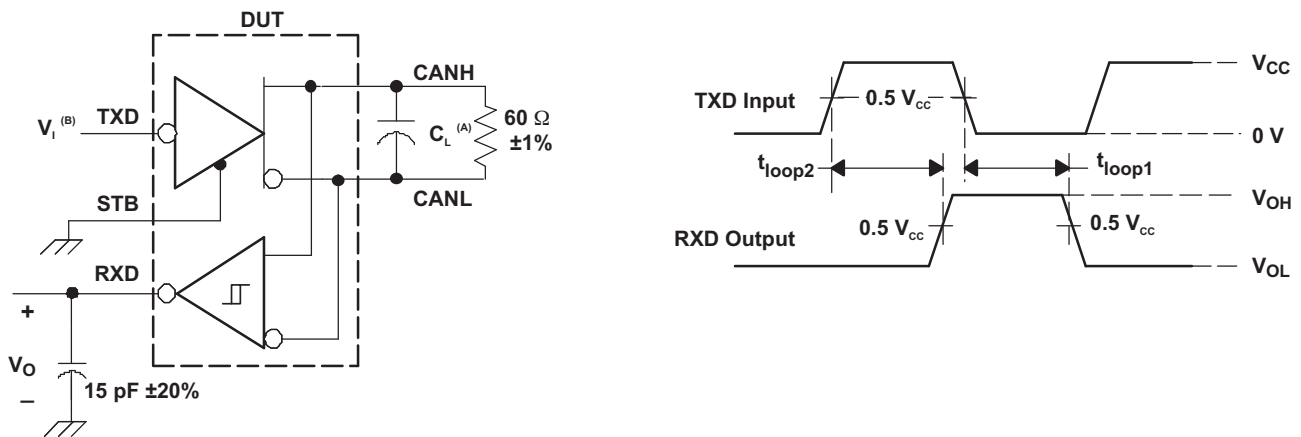 DUT
CANH
TXD
V_I (B)
C_L (A)
60 Ω
±1%
STB
CANL
RXD
+
V_O
–
15 pF ±20%
V_CC
TXD Input
0.5 V_CC
0 V
t_loop2
t_loop1
V_OH
RXD Output
0.5 V_CC
0.5 V_CC
V_OL